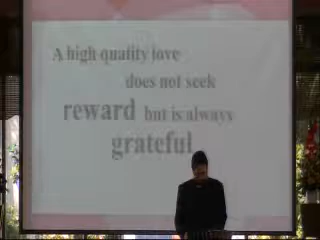 A high quality love
does not seek
reward but is always
grateful